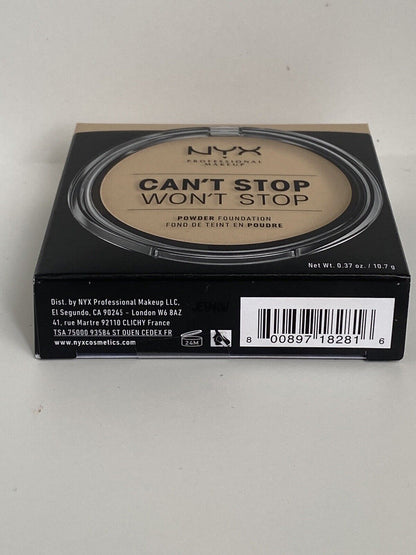 NYX
PROFESSIONAL
MAKEUP
CAN'T STOP
WON'T STOP
POWDER FOUNDATION
FOND DE TEINT EN POUDRE
Net Wt. 0.37 oz. / 10.7 g
Dist. by NYX Professional Makeup LLC,
El Segundo, CA 90245 - London W6 8AZ
41, rue Martre 92110 CLICHY France
TSA 75000 93584 ST OUEN CEDEX FR
www.nyxcosmetics.com
24M
8 00897 18281 6